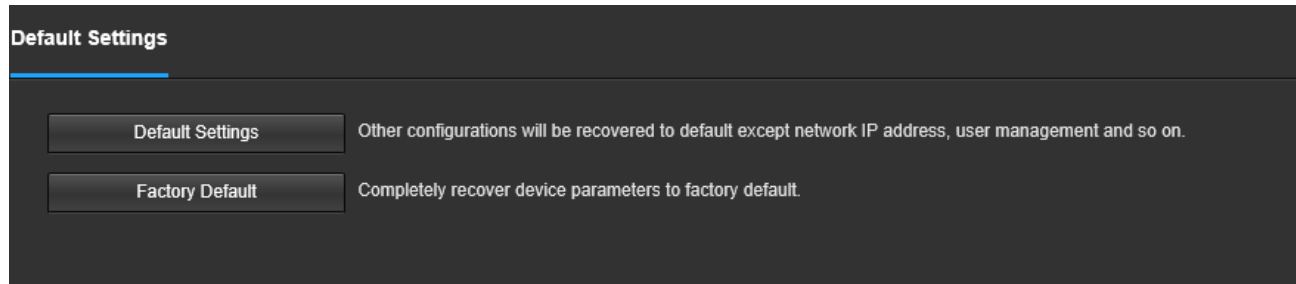 Default Settings
Default Settings Other configurations will be recovered to default except network IP address, user management and so on.
Factory Default Completely recover device parameters to factory default.